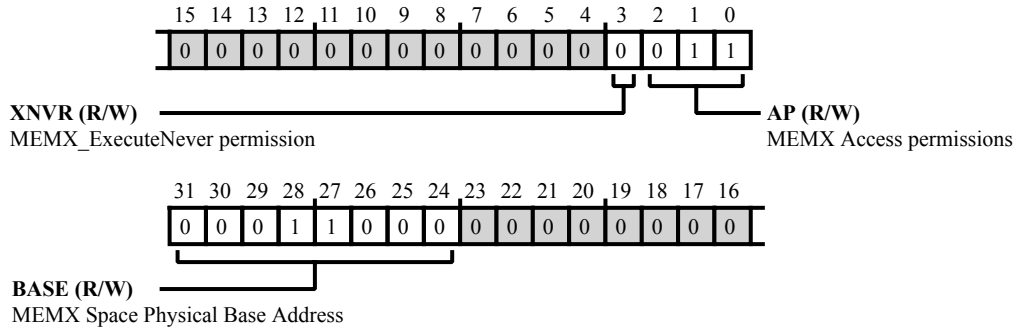 15 14 13 12 11 10 9 8 7 6 5 4 3 2 1 0
0 0 0 0 0 0 0 0 0 0 0 0 0 0 1 1
XNVR (R/W)
MEMX_ExecuteNever permission
AP (R/W)
MEMX Access permissions
31 30 29 28 27 26 25 24 23 22 21 20 19 18 17 16
0 0 0 1 1 0 0 0 0 0 0 0 0 0 0 0
BASE (R/W)
MEMX Space Physical Base Address